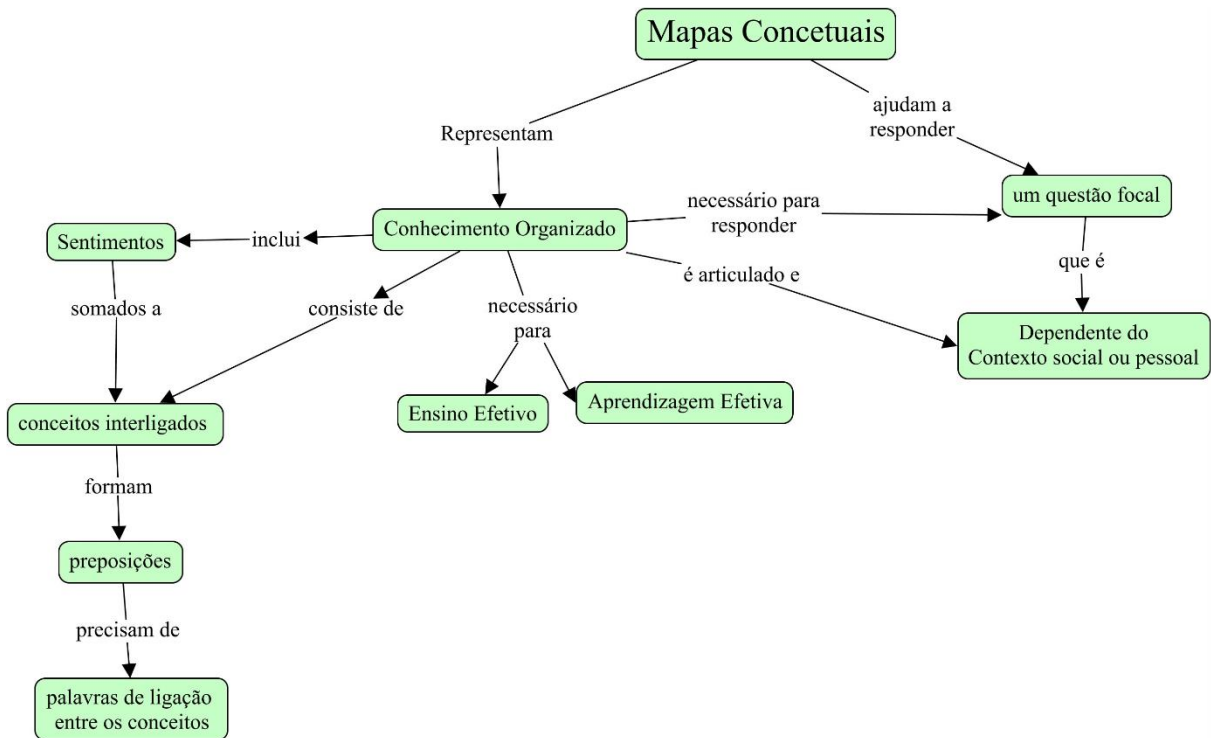 Mapas Concetuais
ajudam a
responder
Representam
um questão focal
necessário para
responder
Conhecimento Organizado
inclui
Sentimentos
que é
é articulado e
somados a
consiste de
necessário
para
Dependente do
Contexto social ou pessoal
Aprendizagem Efetiva
Ensino Efetivo
conceitos interligados
formam
preposições
precisam de
palavras de ligação
entre os conceitos